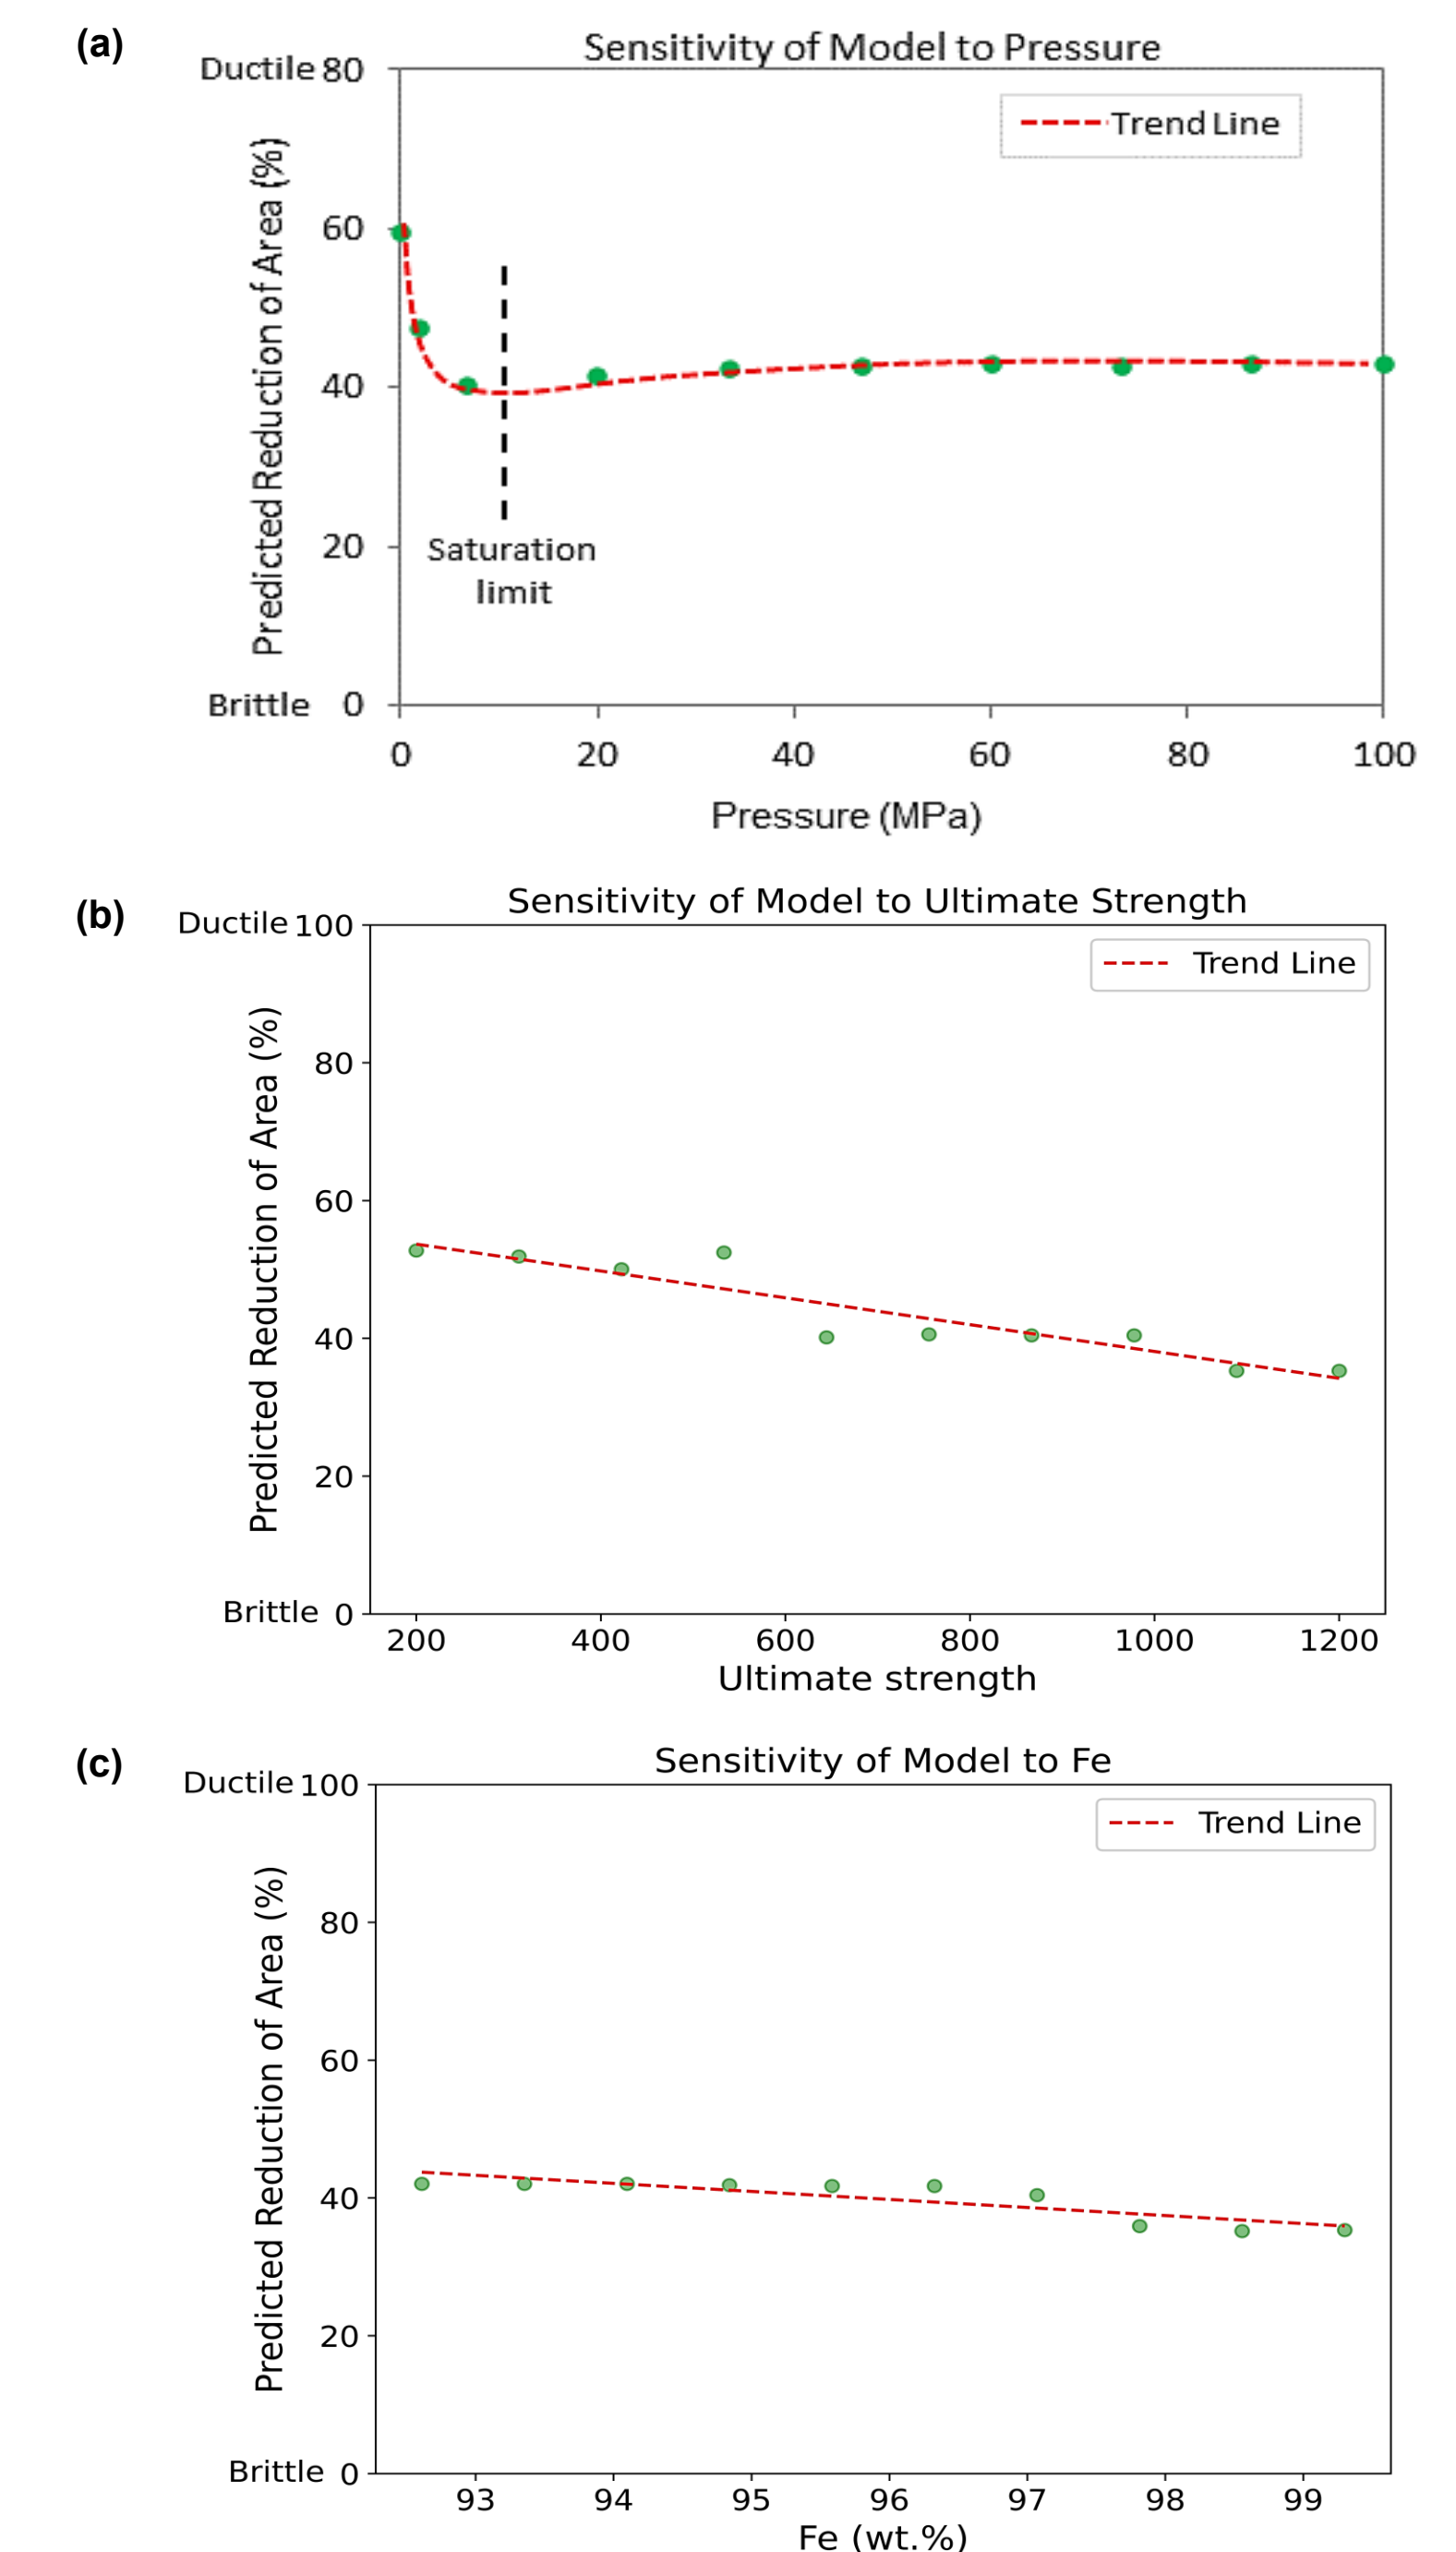 (a)
Sensitivity of Model to Pressure
Ductile 80
Trend Line
60
40
20
Saturation
limit
Brittle 0
Predicted Reduction of Area (%)
0 20 40 60 80 100
Pressure (MPa)
(b)
Sensitivity of Model to Ultimate Strength
Ductile 100
Trend Line
80
60
40
20
Brittle 0
Predicted Reduction of Area (%)
200 400 600 800 1000 1200
Ultimate strength
(c)
Sensitivity of Model to Fe
Ductile 100
Trend Line
80
60
40
20
Brittle 0
Predicted Reduction of Area (%)
93 94 95 96 97 98 99
Fe (wt.%)